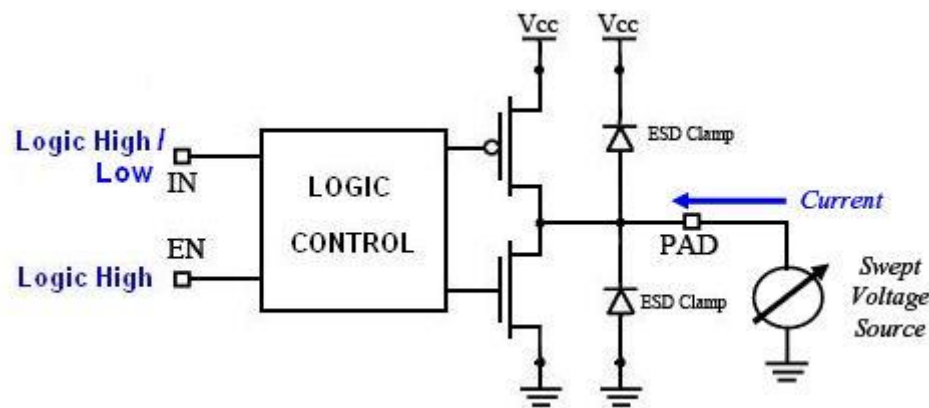 Vcc Vcc
Logic High /
Low
IN
EN
Logic High
LOGIC
CONTROL
ESD Clamp
Current
PAD
ESD Clamp
Swept
Voltage
Source